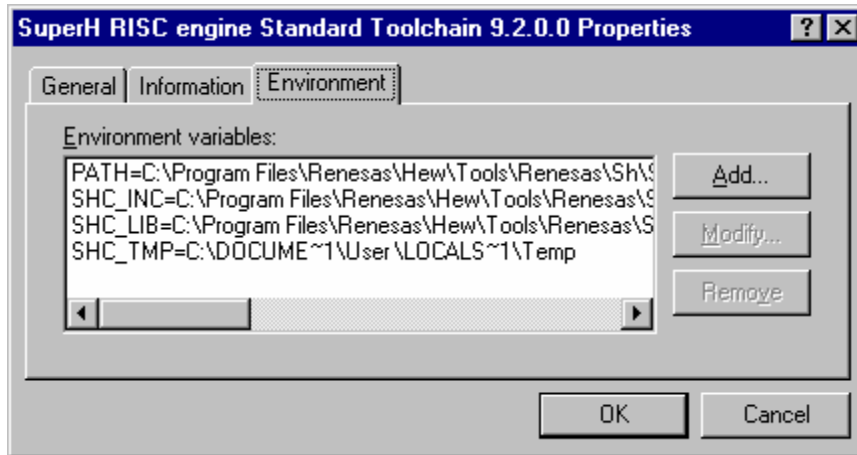 SuperH RISC engine Standard Toolchain 9.2.0.0 Properties
General Information Environment
Environment variables:
PATH=C:\Program Files\Renesas\Hew\Tools\Renesas\Sh\S
SHC_INC=C:\Program Files\Renesas\Hew\Tools\Renesas\S
SHC_LIB=C:\Program Files\Renesas\Hew\Tools\Renesas\S
SHC_TMP=C:\DOCUME~1\User\LOCALS~1\Temp
Add...
Modify...
Remove
OK Cancel